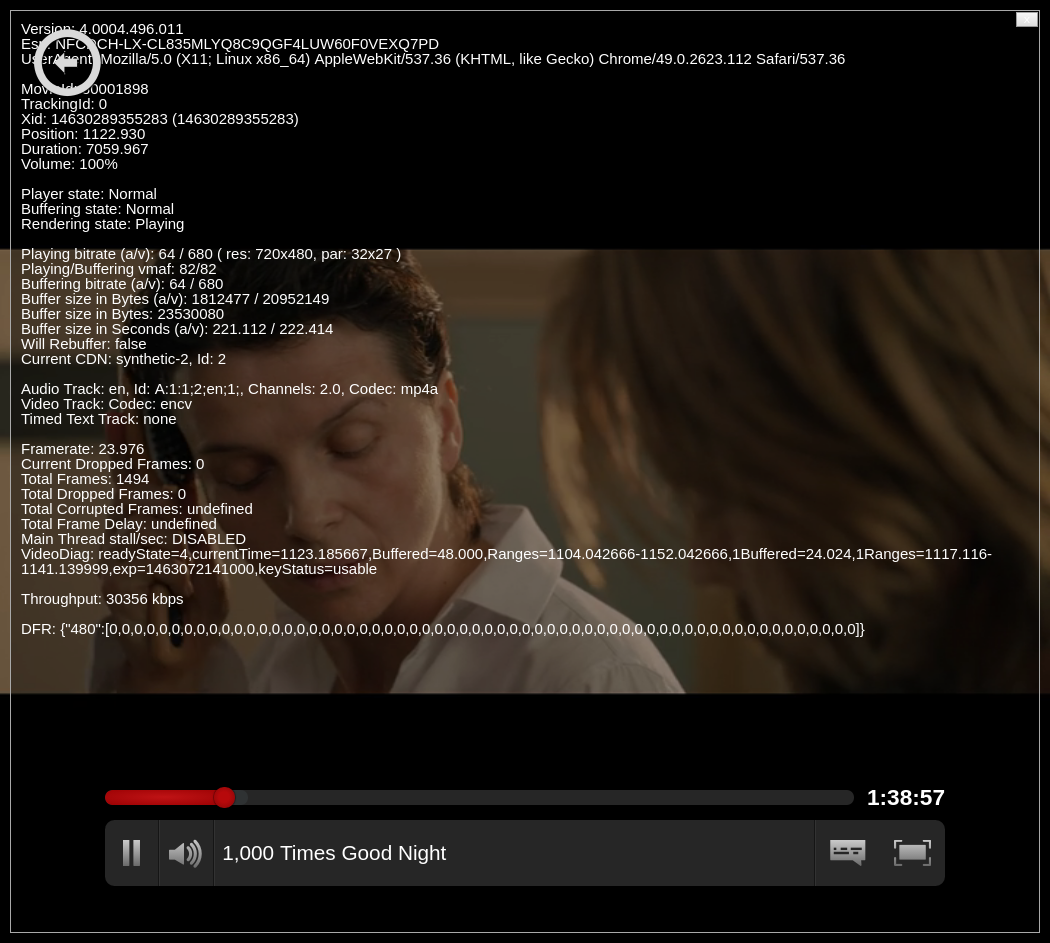 Version: 4.0004.496.011
Esn: NFCDCH-LX-CL835MLYQ8C9QGF4LUW60F0VEXQ7PD
UserAgent: Mozilla/5.0 (X11; Linux x86_64) AppleWebKit/537.36 (KHTML, like Gecko) Chrome/49.0.2623.112 Safari/537.36
MovieId: 80001898
TrackingId: 0
Xid: 14630289355283 (14630289355283)
Position: 1122.930
Duration: 7059.967
Volume: 100%
Player state: Normal
Buffering state: Normal
Rendering state: Playing
Playing bitrate (a/v): 64 / 680 ( res: 720x480, par: 32x27 )
Playing/Buffering vmaf: 82/82
Buffering bitrate (a/v): 64 / 680
Buffer size in Bytes (a/v): 1812477 / 20952149
Buffer size in Bytes: 23530080
Buffer size in Seconds (a/v): 221.112 / 222.414
Will Rebuffer: false
Current CDN: synthetic-2, Id: 2
Audio Track: en, Id: A:1:1;2;en;1;, Channels: 2.0, Codec: mp4a
Video Track: Codec: encv
Timed Text Track: none
Framerate: 23.976
Current Dropped Frames: 0
Total Frames: 1494
Total Dropped Frames: 0
Total Corrupted Frames: undefined
Total Frame Delay: undefined
Main Thread stall/sec: DISABLED
VideoDiag: readyState=4,currentTime=1123.185667,Buffered=48.000,Ranges=1104.042666-1152.042666,1Buffered=24.024,1Ranges=1117.116-
1141.139999,exp=1463072141000,keyStatus=usable
Throughput: 30356 kbps
DFR: {"480":[0,0,0,0,0,0,0,0,0,0,0,0,0,0,0,0,0,0,0,0,0,0,0,0,0,0,0,0,0,0,0,0,0,0,0,0,0,0,0,0,0,0,0,0,0,0,0,0,0,0,0,0,0,0,0,0,0,0,0,0]}
1:38:57
1,000 Times Good Night